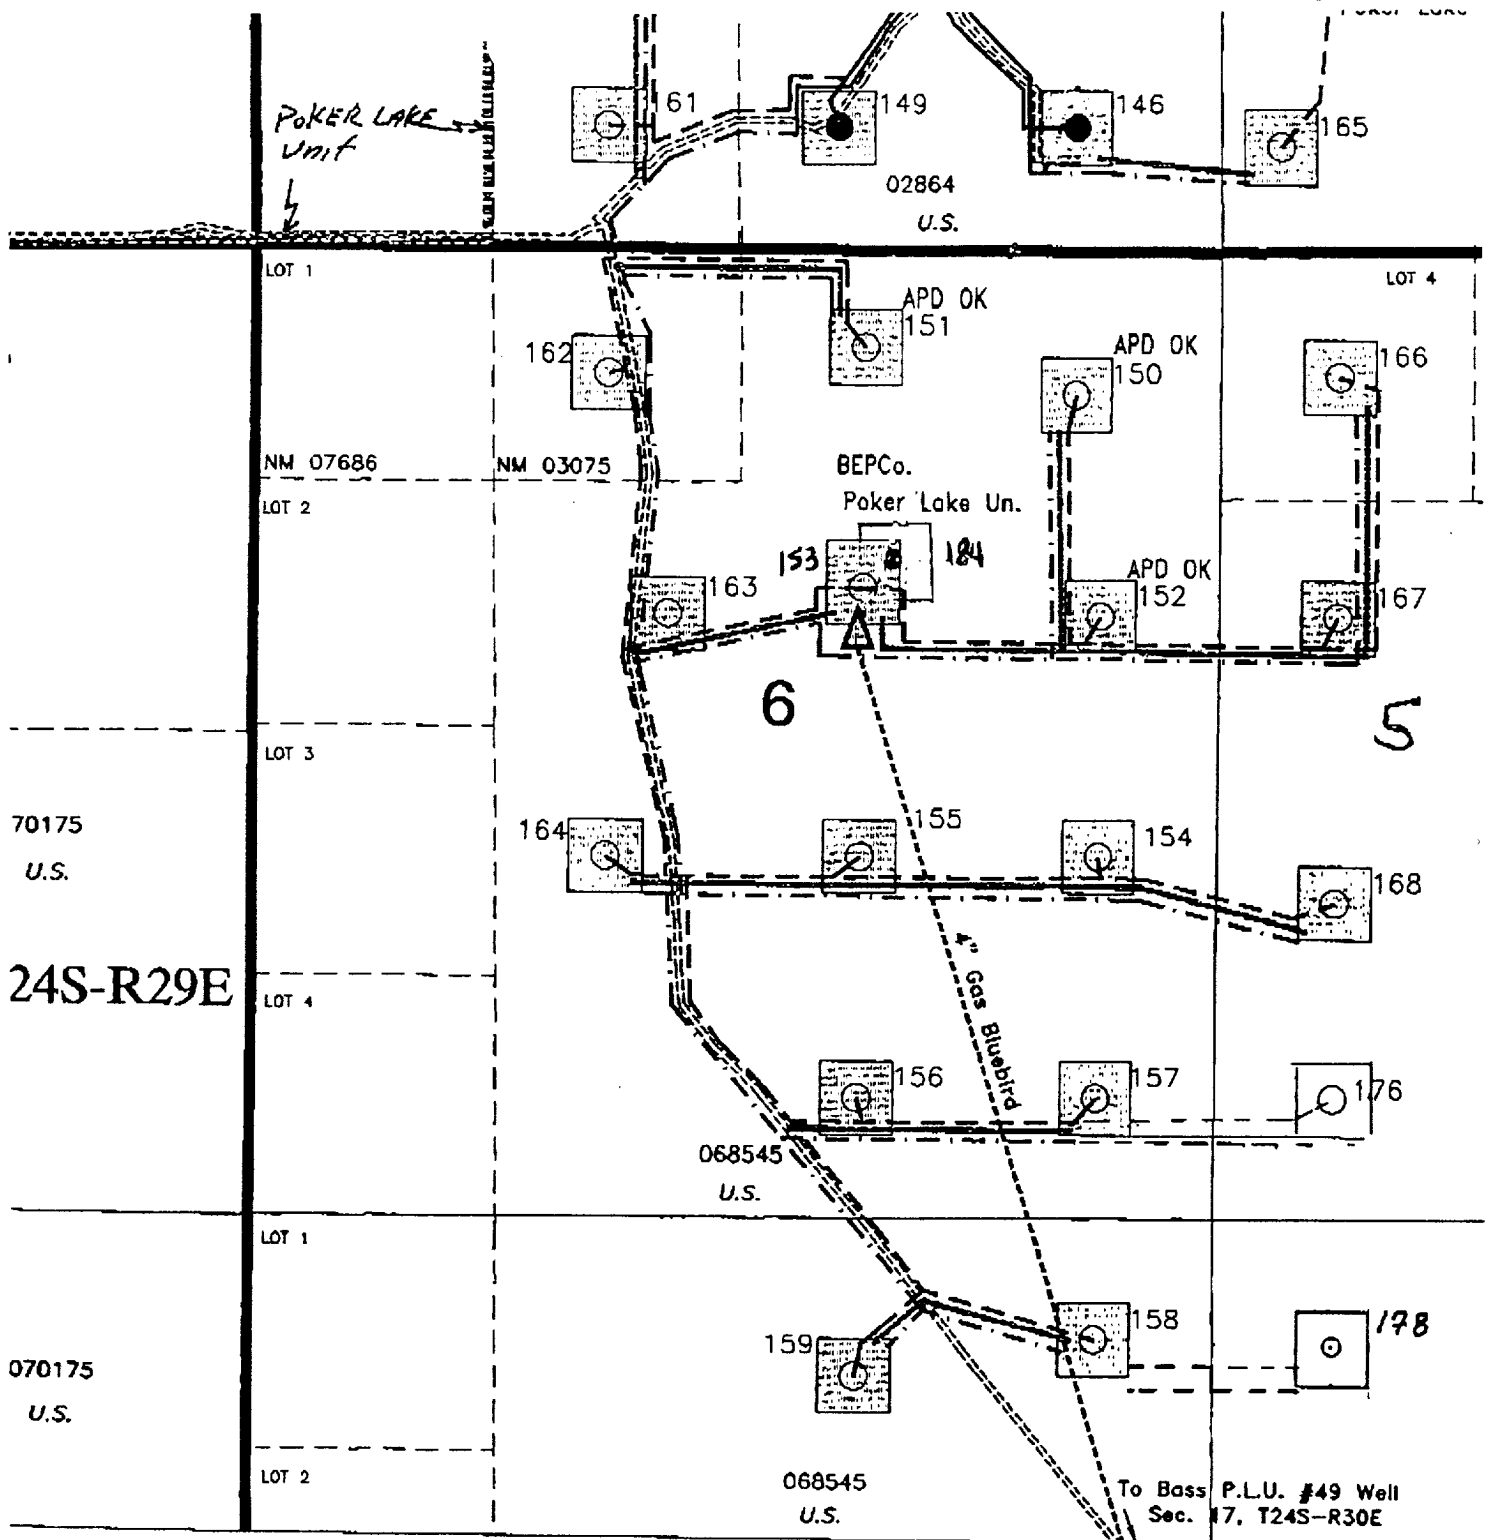 POKER LAKE
Unit
61
149
146
165
02864
U.S.
LOT 1
LOT 4
APD OK
151
162
APD OK
150
166
NM 07686
NM 03075
BEPCo.
Poker Lake Un.
LOT 2
153
184
163
APD OK
152
167
6
5
LOT 3
70175
U.S.
164
155
154
168
4" Gas Bluebird
24S-R29E
LOT 4
156
157
176
068545
U.S.
LOT 1
159
158
178
070175
U.S.
LOT 2
068545
U.S.
To Bass P.L.U. #49 Well
Sec. 17, T24S-R30E